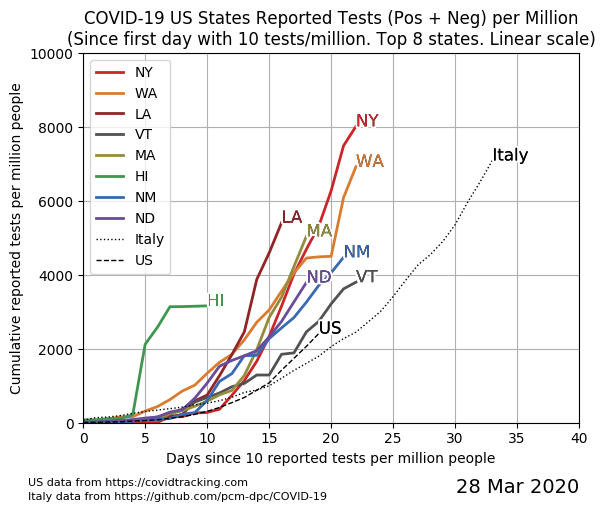 COVID-19 US States Reported Tests (Pos + Neg) per Million
(Since first day with 10 tests/million. Top 8 states. Linear scale)
Cumulative reported tests per million people
10000
8000
6000
4000
2000
0
NY
WA
LA
VT
MA
HI
NM
ND
Italy
US
NY
WA
Italy
LA
MA
NM
ND
VT
HI
US
0 5 10 15 20 25 30 35 40
Days since 10 reported tests per million people
US data from https://covidtracking.com
Italy data from https://github.com/pcm-dpc/COVID-19
28 Mar 2020